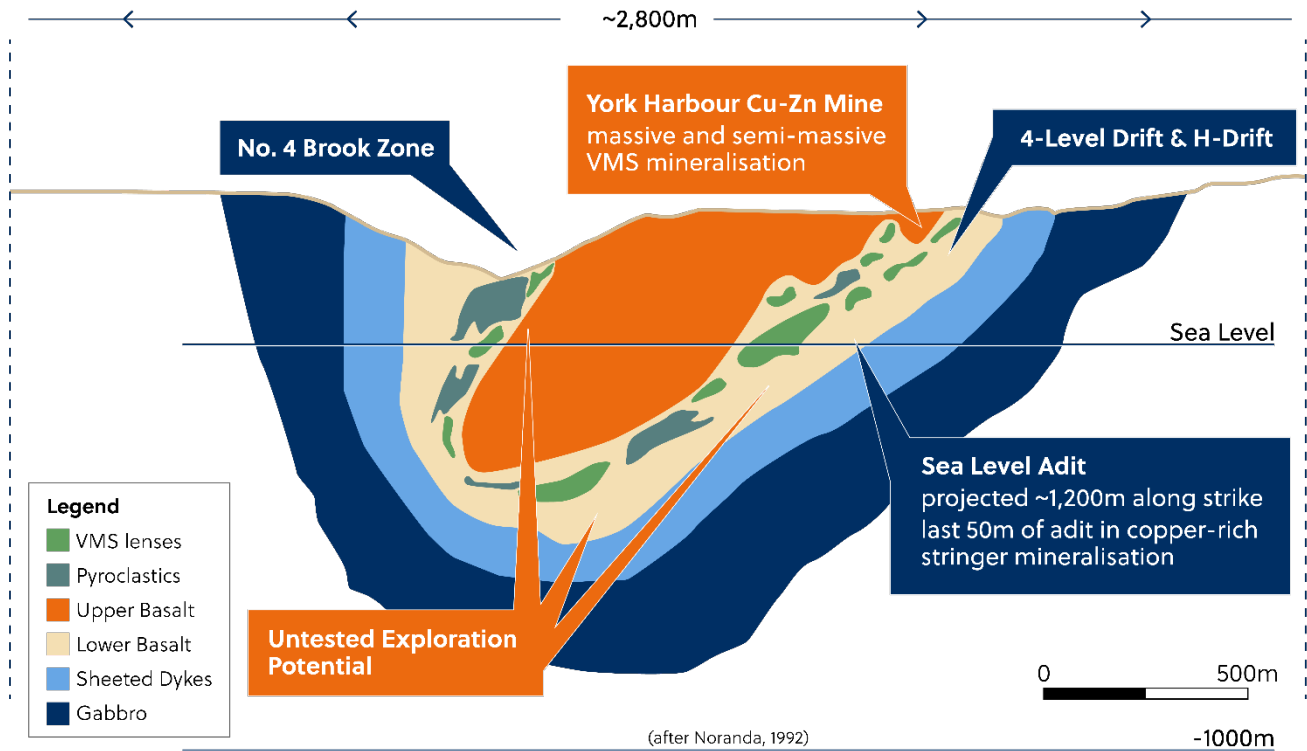 ~2,800m
York Harbour Cu-Zn Mine
massive and semi-massive
VMS mineralisation
No. 4 Brook Zone
4-Level Drift & H-Drift
Sea Level
Sea Level Adit
projected ~1,200m along strike
last 50m of adit in copper-rich
stringer mineralisation
Legend
VMS lenses
Pyroclastics
Upper Basalt
Lower Basalt
Sheeted Dykes
Gabbro
Untested Exploration
Potential
0 500m
(after Noranda, 1992)
-1000m